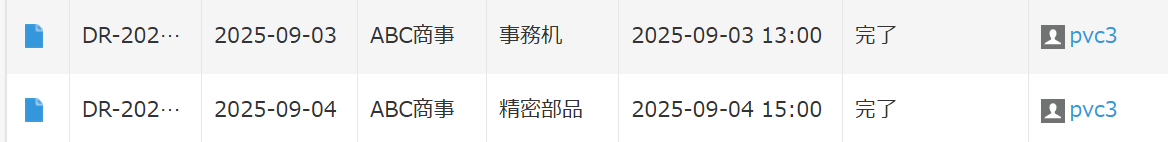 DR-202… 2025-09-03 ABC商事 事務机 2025-09-03 13:00 完了 pvc3
DR-202… 2025-09-04 ABC商事 精密部品 2025-09-04 15:00 完了 pvc3